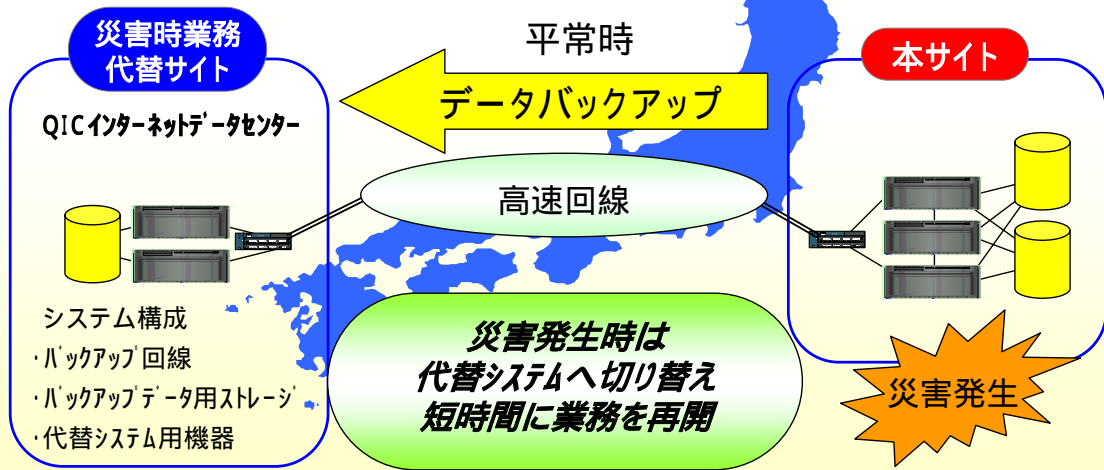 災害時業務
代替サイト
QICインターネットデータセンター
システム構成
・バックアップ回線
・バックアップデータ用ストレージ
・代替システム用機器
平常時
データバックアップ
高速回線
災害発生時は
代替システムへ切り替え
短時間に業務を再開
本サイト
災害発生